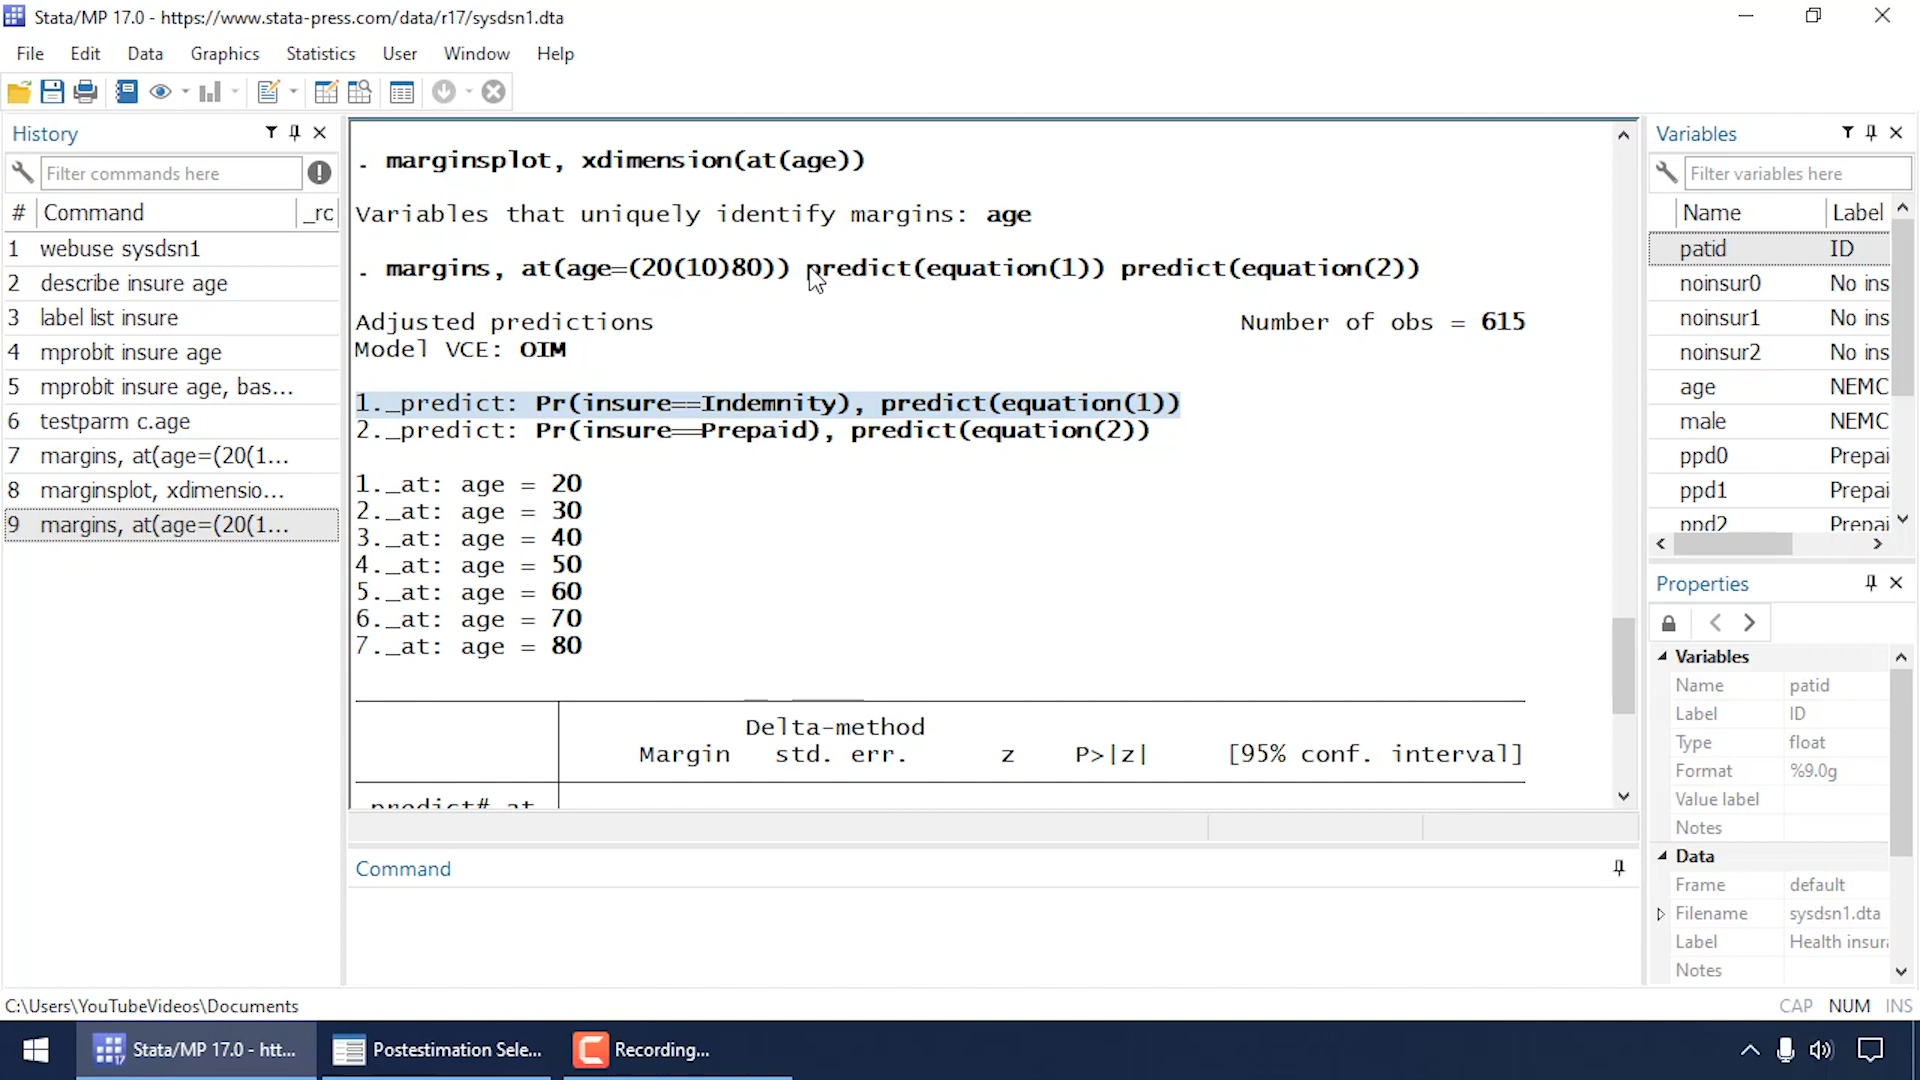 Stata/MP 17.0 - https://www.stata-press.com/data/r17/sysdsn1.dta
File Edit Data Graphics Statistics User Window Help
History
Filter commands here
# Command _rc
1 webuse sysdsn1
2 describe insure age
3 label list insure
4 mprobit insure age
5 mprobit insure age, bas...
6 testparm c.age
7 margins, at(age=(20(1...
8 marginsplot, xdimensio...
9 margins, at(age=(20(1...
. marginsplot, xdimension(at(age))
Variables that uniquely identify margins: age
. margins, at(age=(20(10)80)) predict(equation(1)) predict(equation(2))
Adjusted predictions Number of obs = 615
Model VCE: OIM
1._predict: Pr(insure==Indemnity), predict(equation(1))
2._predict: Pr(insure==Prepaid), predict(equation(2))
1._at: age = 20
2._at: age = 30
3._at: age = 40
4._at: age = 50
5._at: age = 60
6._at: age = 70
7._at: age = 80
Delta-method
Margin std. err. z P>|z| [95% conf. interval]
_predict#_at
Command
Variables
Filter variables here
Name Label
patid ID
noinsur0 No ins
noinsur1 No ins
noinsur2 No ins
age NEMC
male NEMC
ppd0 Prepai
ppd1 Prepai
ppd2 Prepai
Properties
Variables
Name patid
Label ID
Type float
Format %9.0g
Value label
Notes
Data
Frame default
Filename sysdsn1.dta
Label Health insur
Notes
C:\Users\YouTubeVideos\Documents
CAP NUM INS
17 Stata/MP 17.0 - htt...
Postestimation Sele...
Recording...